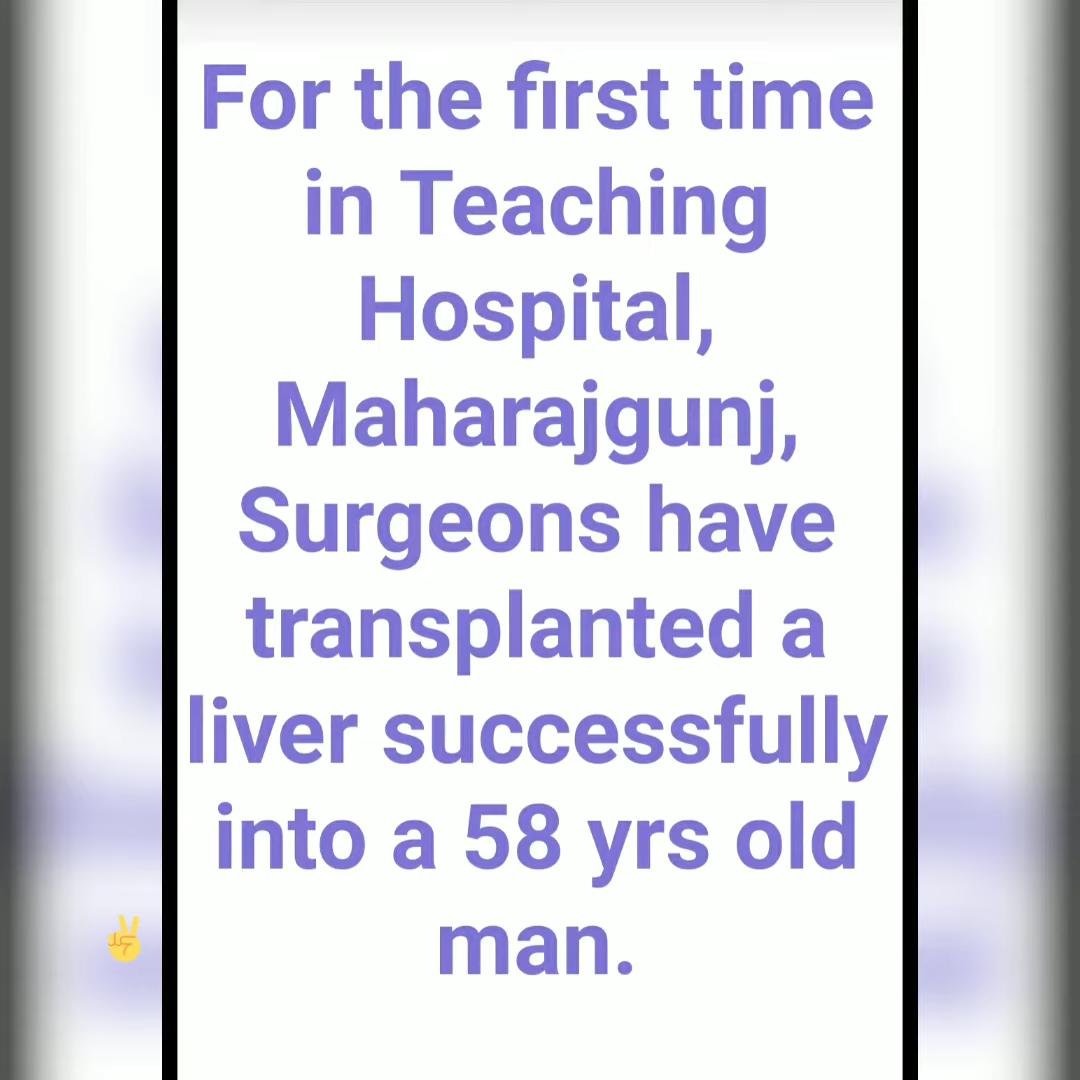 For the first time
in Teaching
Hospital,
Maharajgunj,
Surgeons have
transplanted a
liver successfully
into a 58 yrs old
man.